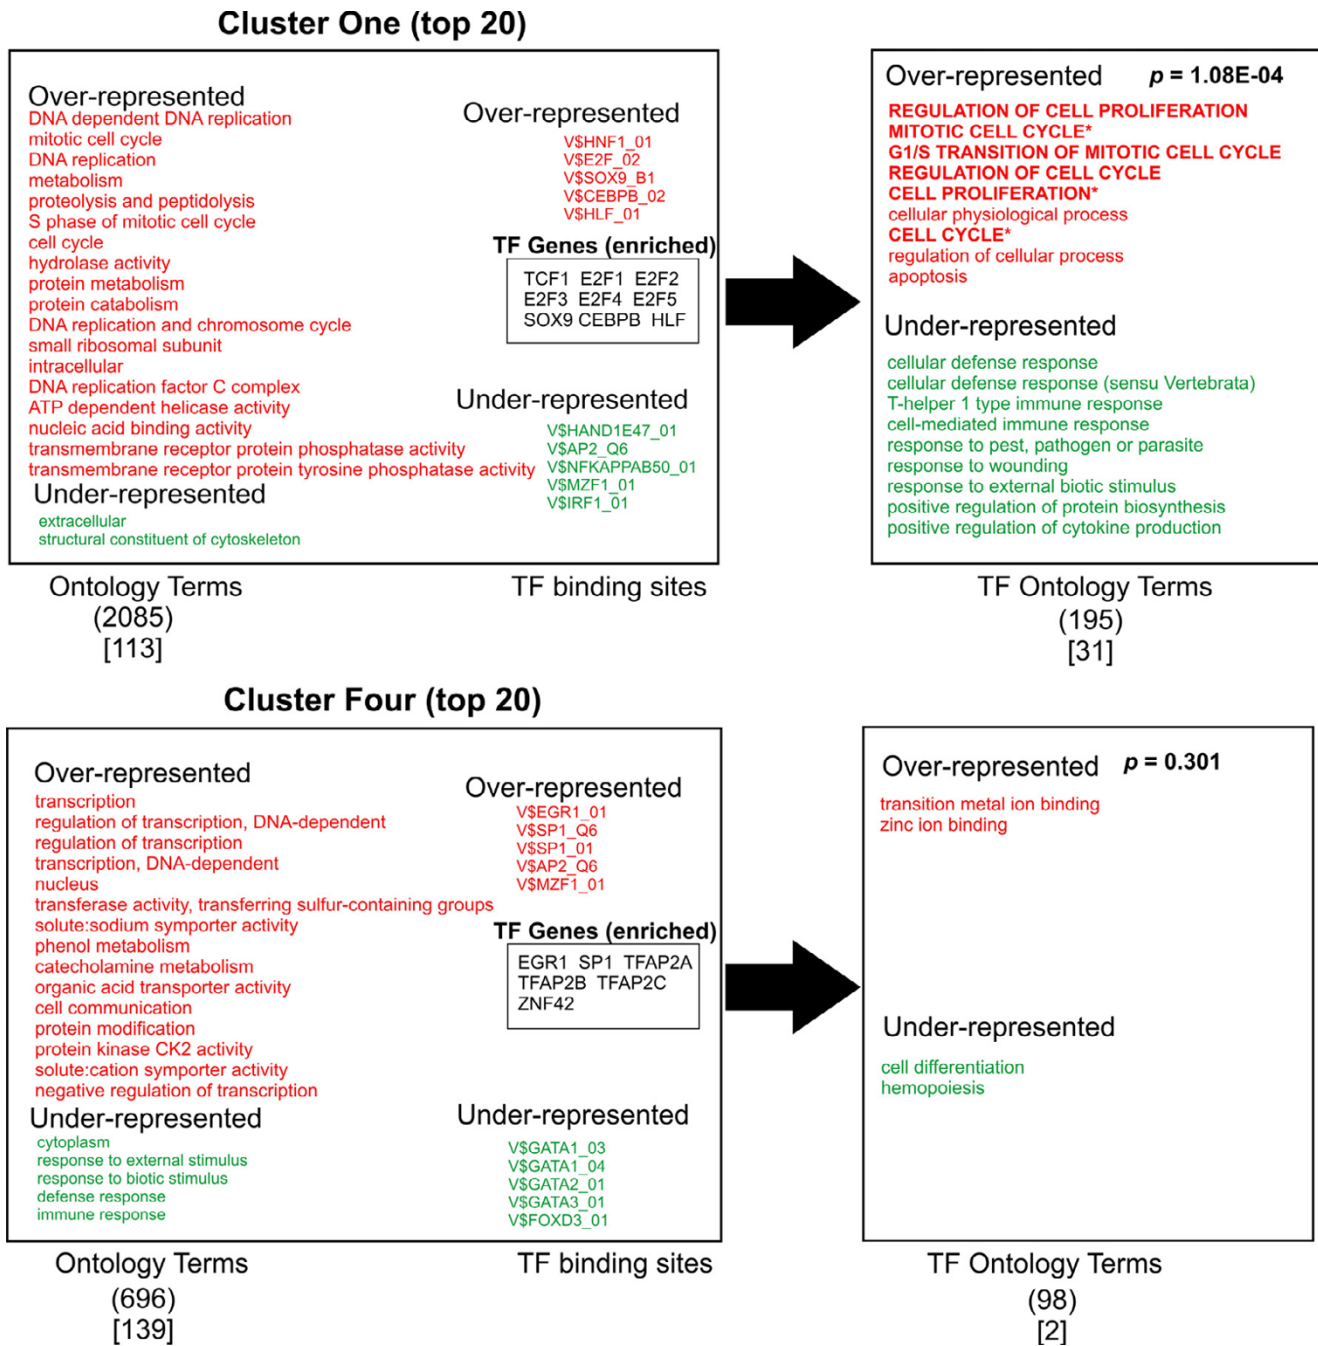 Cluster One (top 20)
Over-represented
DNA dependent DNA replication
mitotic cell cycle
DNA replication
metabolism
proteolysis and peptidolysis
S phase of mitotic cell cycle
cell cycle
hydrolase activity
protein metabolism
protein catabolism
DNA replication and chromosome cycle
small ribosomal subunit
intracellular
DNA replication factor C complex
ATP dependent helicase activity
nucleic acid binding activity
transmembrane receptor protein phosphatase activity
transmembrane receptor protein tyrosine phosphatase activity
Under-represented
extracellular
structural constituent of cytoskeleton
Over-represented
V$HNF1_01
V$E2F_02
V$SOX9_B1
V$CEBPB_02
V$HLF_01
TF Genes (enriched)
TCF1 E2F1 E2F2
E2F3 E2F4 E2F5
SOX9 CEBPB HLF
Under-represented
V$HAND1E47_01
V$AP2_Q6
V$NFKAPPAB50_01
V$MZF1_01
V$IRF1_01
Ontology Terms
(2085)
[113]
TF binding sites
Over-represented p = 1.08E-04
REGULATION OF CELL PROLIFERATION
MITOTIC CELL CYCLE*
G1/S TRANSITION OF MITOTIC CELL CYCLE
REGULATION OF CELL CYCLE
CELL PROLIFERATION*
cellular physiological process
CELL CYCLE*
regulation of cellular process
apoptosis
Under-represented
cellular defense response
cellular defense response (sensu Vertebrata)
T-helper 1 type immune response
cell-mediated immune response
response to pest, pathogen or parasite
response to wounding
response to external biotic stimulus
positive regulation of protein biosynthesis
positive regulation of cytokine production
TF Ontology Terms
(195)
[31]
Cluster Four (top 20)
Over-represented
transcription
regulation of transcription, DNA-dependent
regulation of transcription
transcription, DNA-dependent
nucleus
transferase activity, transferring sulfur-containing groups
solute:sodium symporter activity
phenol metabolism
catecholamine metabolism
organic acid transporter activity
cell communication
protein modification
protein kinase CK2 activity
solute:cation symporter activity
negative regulation of transcription
Under-represented
cytoplasm
response to external stimulus
response to biotic stimulus
defense response
immune response
Over-represented
V$EGR1_01
V$SP1_Q6
V$SP1_01
V$AP2_Q6
V$MZF1_01
TF Genes (enriched)
EGR1 SP1 TFAP2A
TFAP2B TFAP2C
ZNF42
Under-represented
V$GATA1_03
V$GATA1_04
V$GATA2_01
V$GATA3_01
V$FOXD3_01
Ontology Terms
(696)
[139]
TF binding sites
Over-represented p = 0.301
transition metal ion binding
zinc ion binding
Under-represented
cell differentiation
hemopoiesis
TF Ontology Terms
(98)
[2]